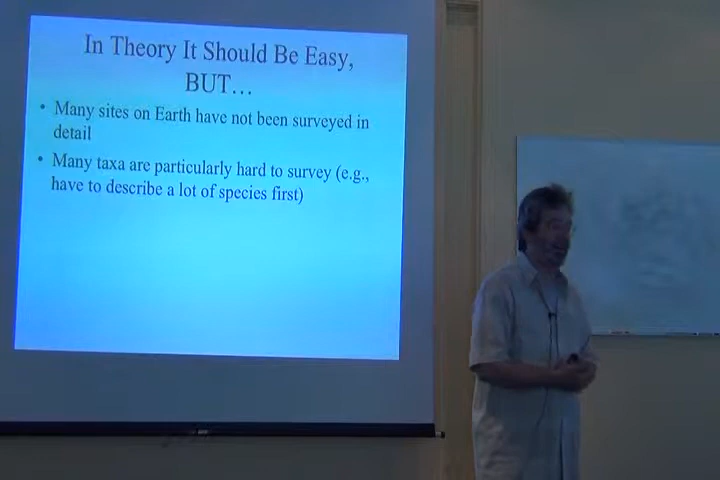 In Theory It Should Be Easy,
BUT…
• Many sites on Earth have not been surveyed in
detail
• Many taxa are particularly hard to survey (e.g.,
have to describe a lot of species first)